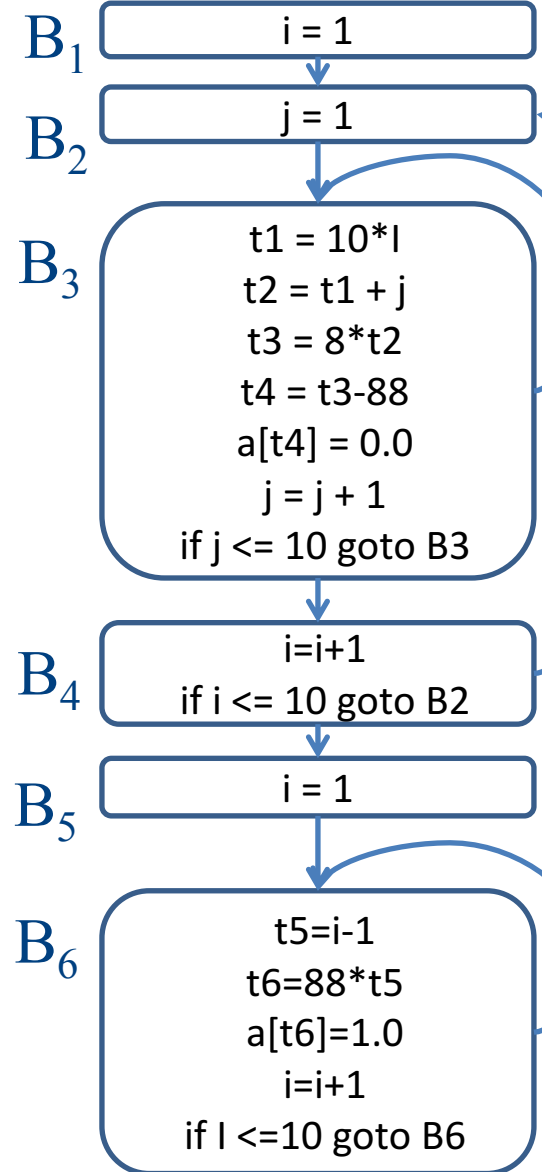 B₁
i = 1
B₂
j = 1
B₃
t1 = 10*I
t2 = t1 + j
t3 = 8*t2
t4 = t3-88
a[t4] = 0.0
j = j + 1
if j <= 10 goto B3
B₄
i=i+1
if i <= 10 goto B2
B₅
i = 1
B₆
t5=i-1
t6=88*t5
a[t6]=1.0
i=i+1
if I <=10 goto B6